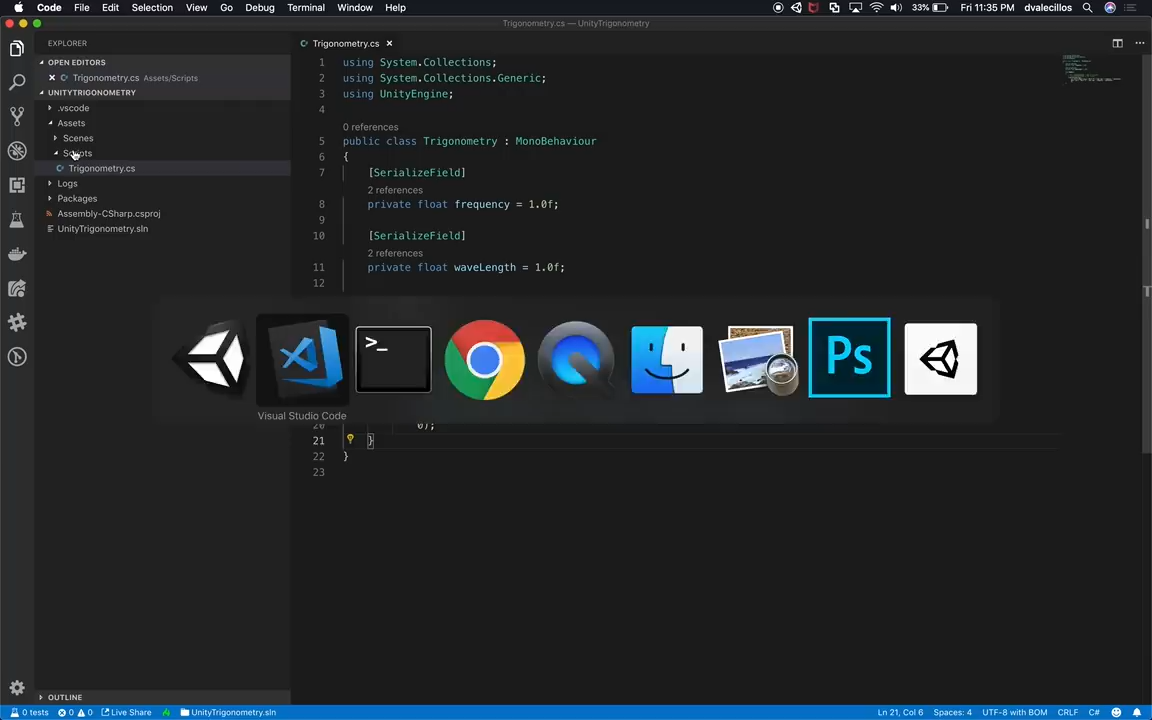 Code File Edit Selection View Go Debug Terminal Window Help
33% Fri 11:35 PM dvalecillos
Trigonometry.cs — UnityTrigonometry
EXPLORER
OPEN EDITORS
Trigonometry.cs Assets/Scripts
UNITYTRIGONOMETRY
.vscode
Assets
Scenes
Scripts
Trigonometry.cs
Logs
Packages
Assembly-CSharp.csproj
UnityTrigonometry.sln
OUTLINE
Trigonometry.cs
1 using System.Collections;
2 using System.Collections.Generic;
3 using UnityEngine;
4
0 references
5 public class Trigonometry : MonoBehaviour
6 {
7 [SerializeField]
2 references
8 private float frequency = 1.0f;
9
10 [SerializeField]
2 references
11 private float waveLength = 1.0f;
12
>_
Ps
Visual Studio Code
20 0);
21 }
22 }
23
0 tests 0 0 Live Share UnityTrigonometry.sln
Ln 21, Col 6 Spaces: 4 UTF-8 with BOM CRLF C#